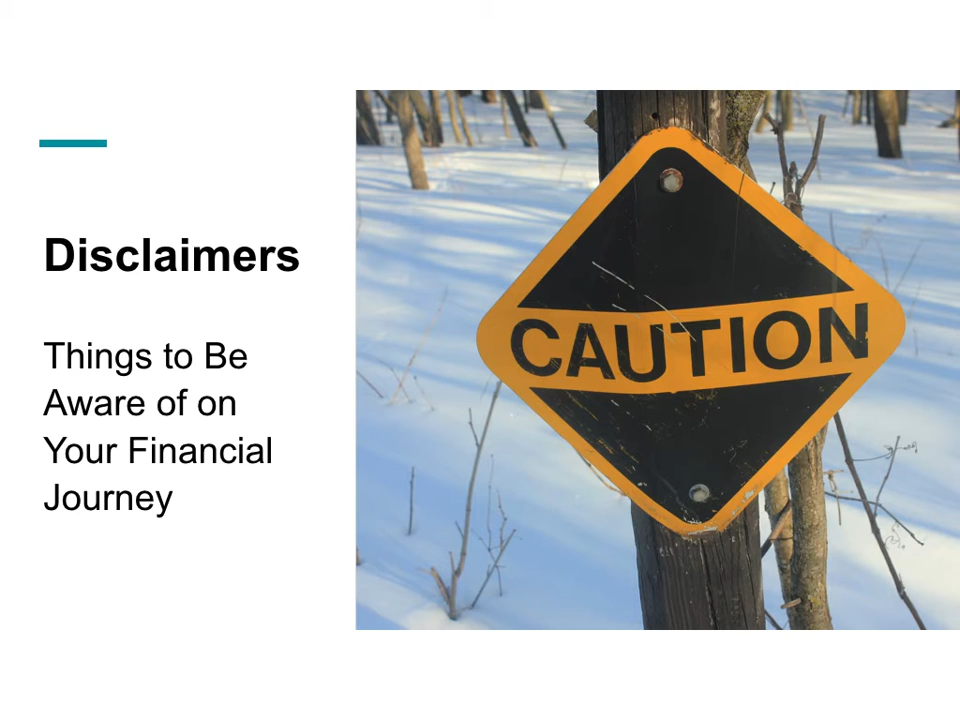 Disclaimers
Things to Be
Aware of on
Your Financial
Journey
CAUTION